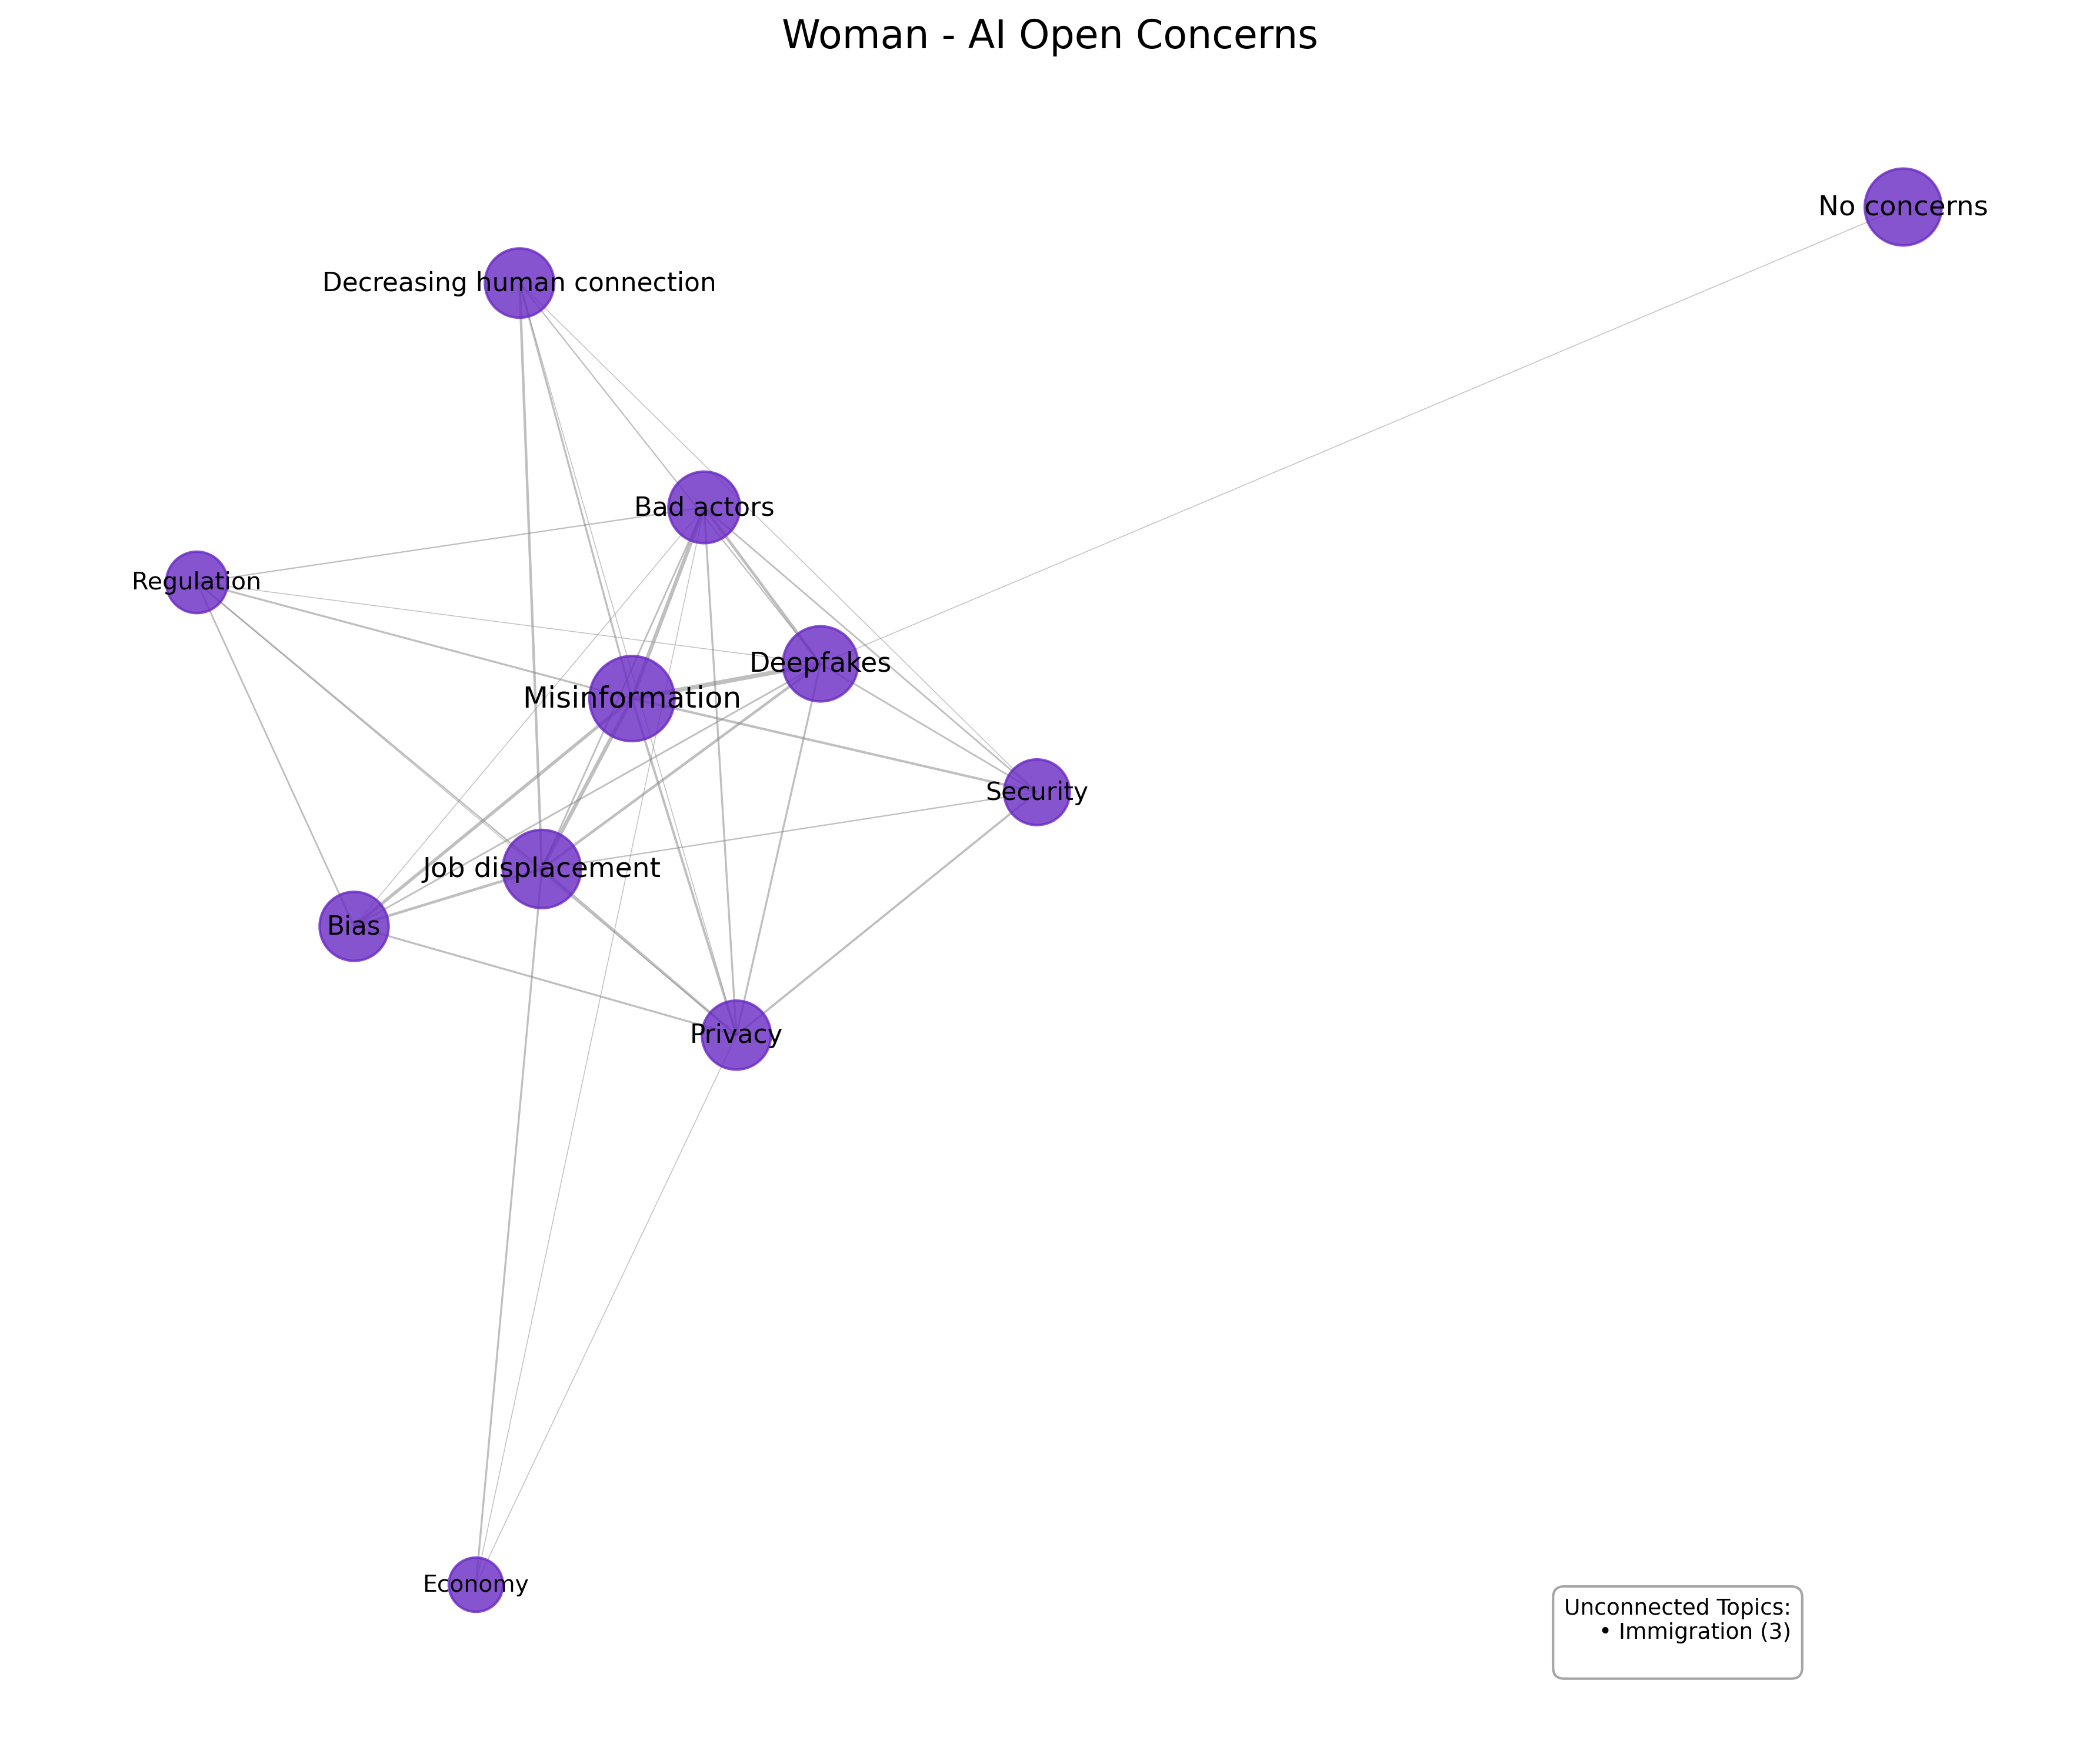 Woman - AI Open Concerns
No concerns
Decreasing human connection
Bad actors
Regulation
Deepfakes
Misinformation
Security
Job displacement
Bias
Privacy
Economy
Unconnected Topics:
• Immigration (3)